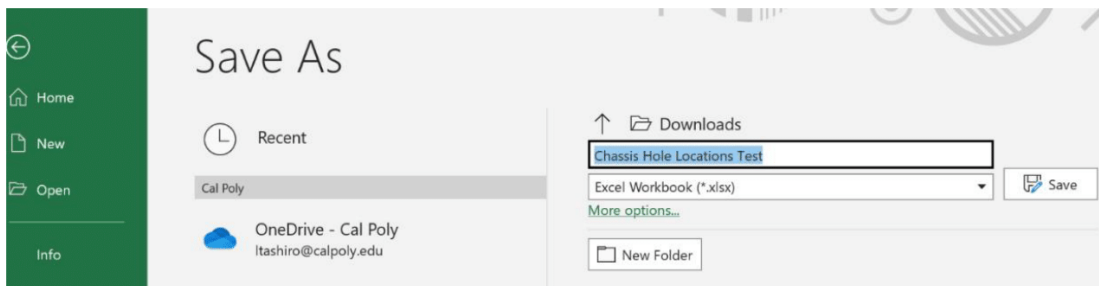 Save As
Home
New
Open
Info
Recent
Cal Poly
OneDrive - Cal Poly
ltashiro@calpoly.edu
Downloads
Chassis Hole Locations Test
Excel Workbook (*.xlsx)
Save
More options...
New Folder